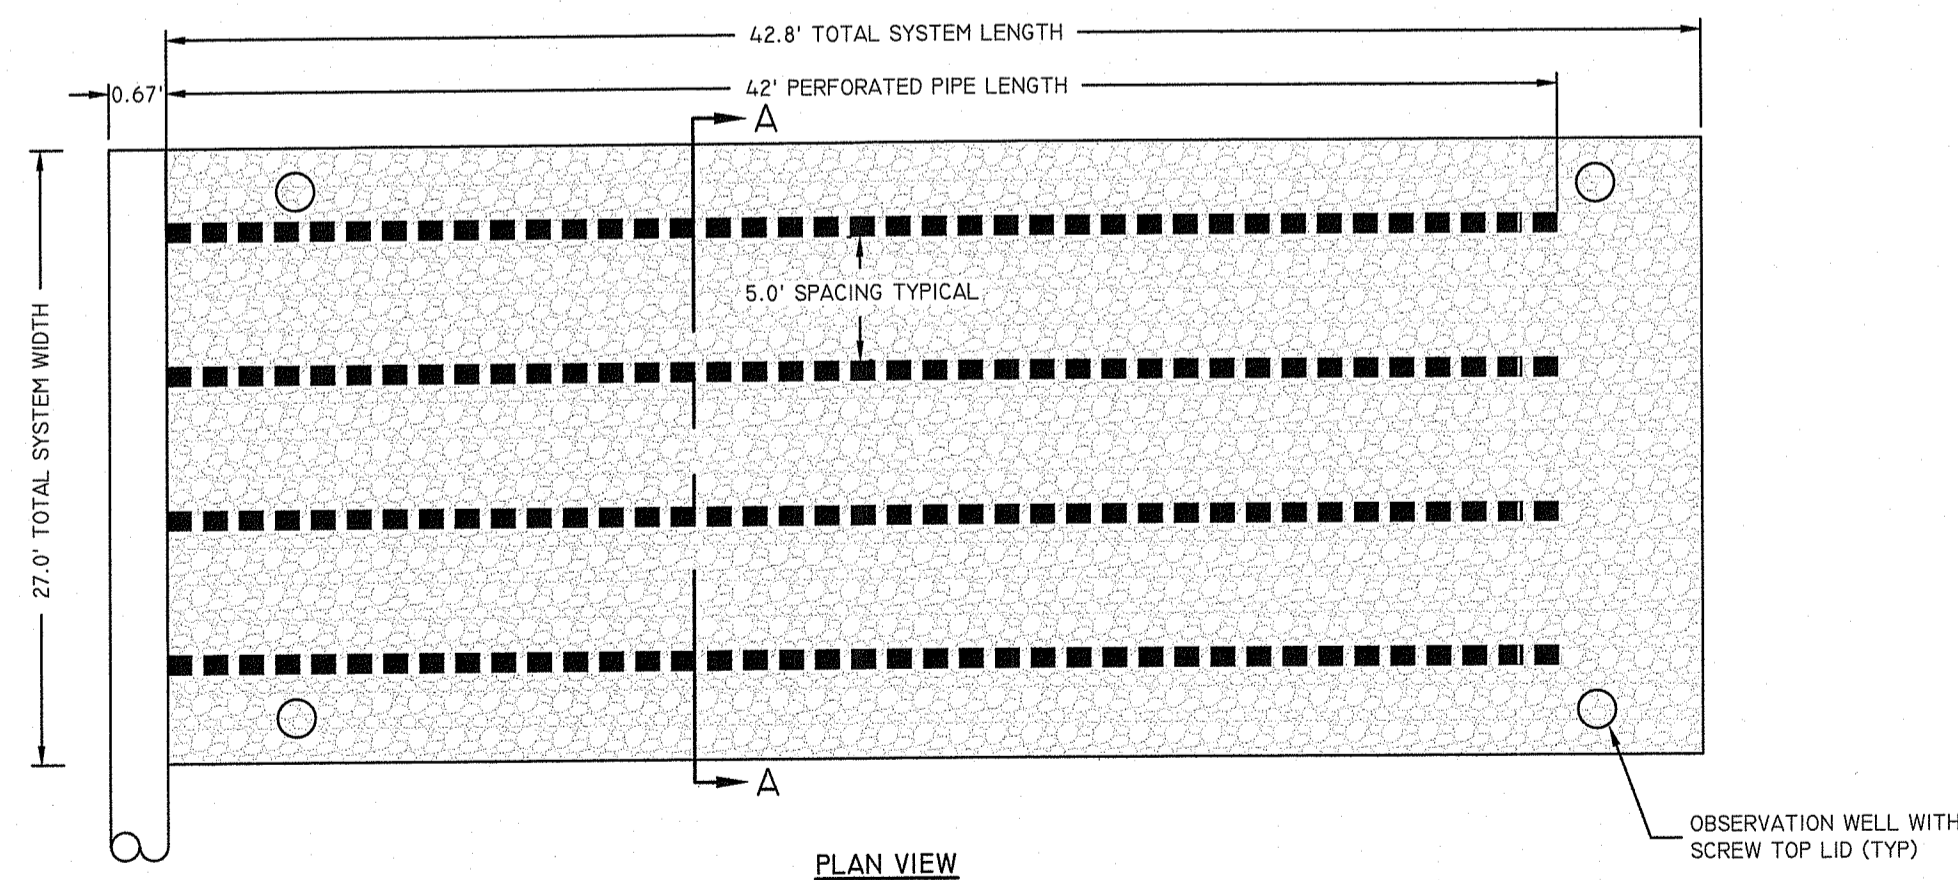 42.8' TOTAL SYSTEM LENGTH
0.67'
42' PERFORATED PIPE LENGTH
A
5.0' SPACING TYPICAL
27.0' TOTAL SYSTEM WIDTH
A
OBSERVATION WELL WITH
SCREW TOP LID (TYP)
PLAN VIEW